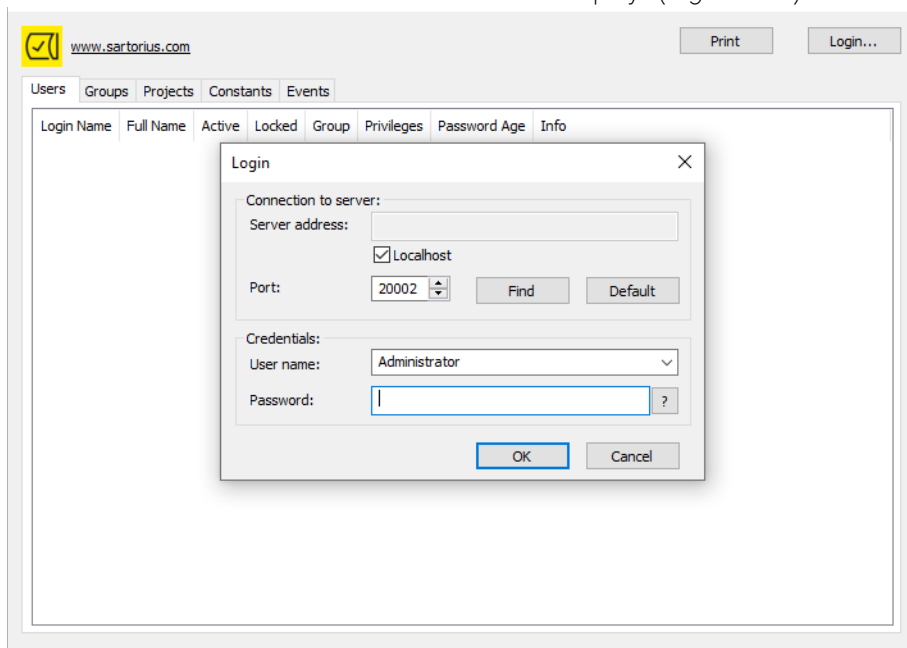 www.sartorius.com
Print
Login...
Users Groups Projects Constants Events
Login Name Full Name Active Locked Group Privileges Password Age Info
Login
Connection to server:
Server address:
Localhost
Port: 20002 Find Default
Credentials:
User name: Administrator
Password: ?
OK Cancel